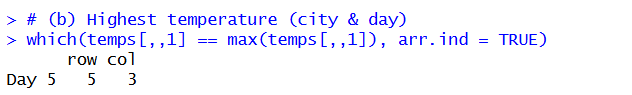 > # (b) Highest temperature (city & day)
> which(temps[,,1] == max(temps[,,1]), arr.ind = TRUE)
      row col
Day 5   5   3